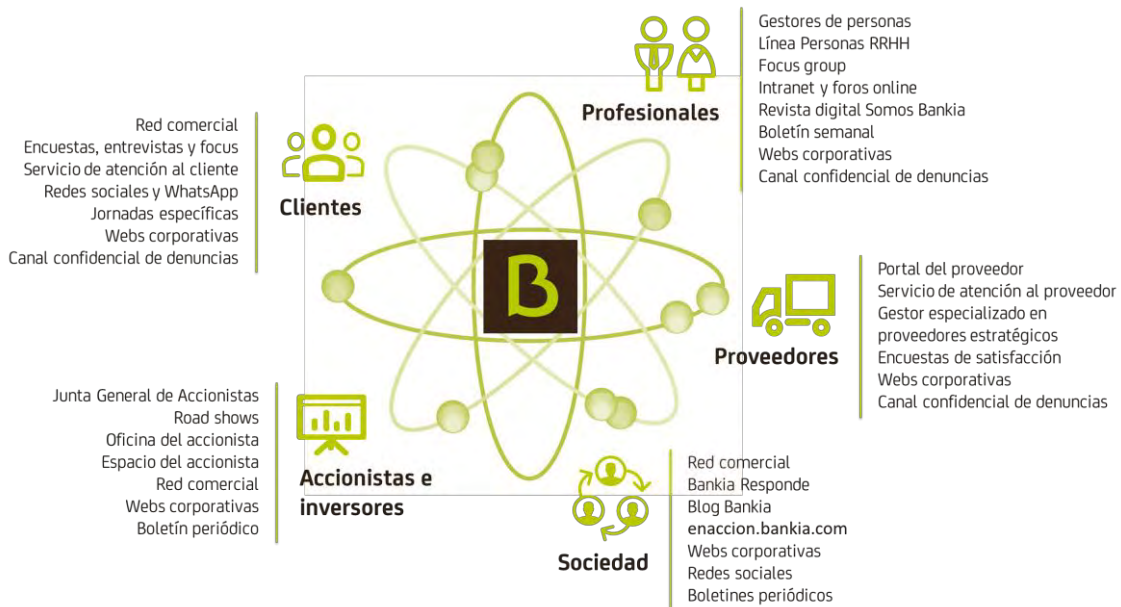 Gestores de personas
Línea Personas RRHH
Focus group
Intranet y foros online
Revista digital Somos Bankia
Boletín semanal
Webs corporativas
Canal confidencial de denuncias
Profesionales
Red comercial
Encuestas, entrevistas y focus
Servicio de atención al cliente
Redes sociales y WhatsApp
Jornadas específicas
Webs corporativas
Canal confidencial de denuncias
Clientes
B
Portal del proveedor
Servicio de atención al proveedor
Gestor especializado en
proveedores estratégicos
Encuestas de satisfacción
Webs corporativas
Canal confidencial de denuncias
Proveedores
Junta General de Accionistas
Road shows
Oficina del accionista
Espacio del accionista
Red comercial
Webs corporativas
Boletín periódico
Accionistas e
inversores
Red comercial
Bankia Responde
Blog Bankia
enaccion.bankia.com
Webs corporativas
Redes sociales
Boletines periódicos
Sociedad